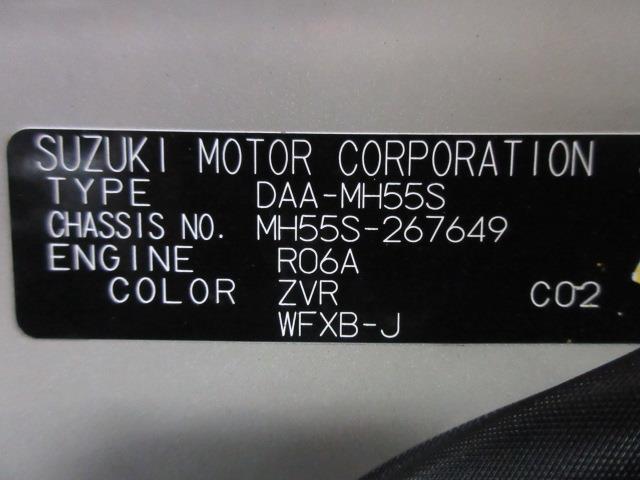 SUZUKI MOTOR CORPORATION
TYPE DAA-MH55S
CHASSIS NO. MH55S-267649
ENGINE R06A
COLOR ZVR C02
WFXB-J